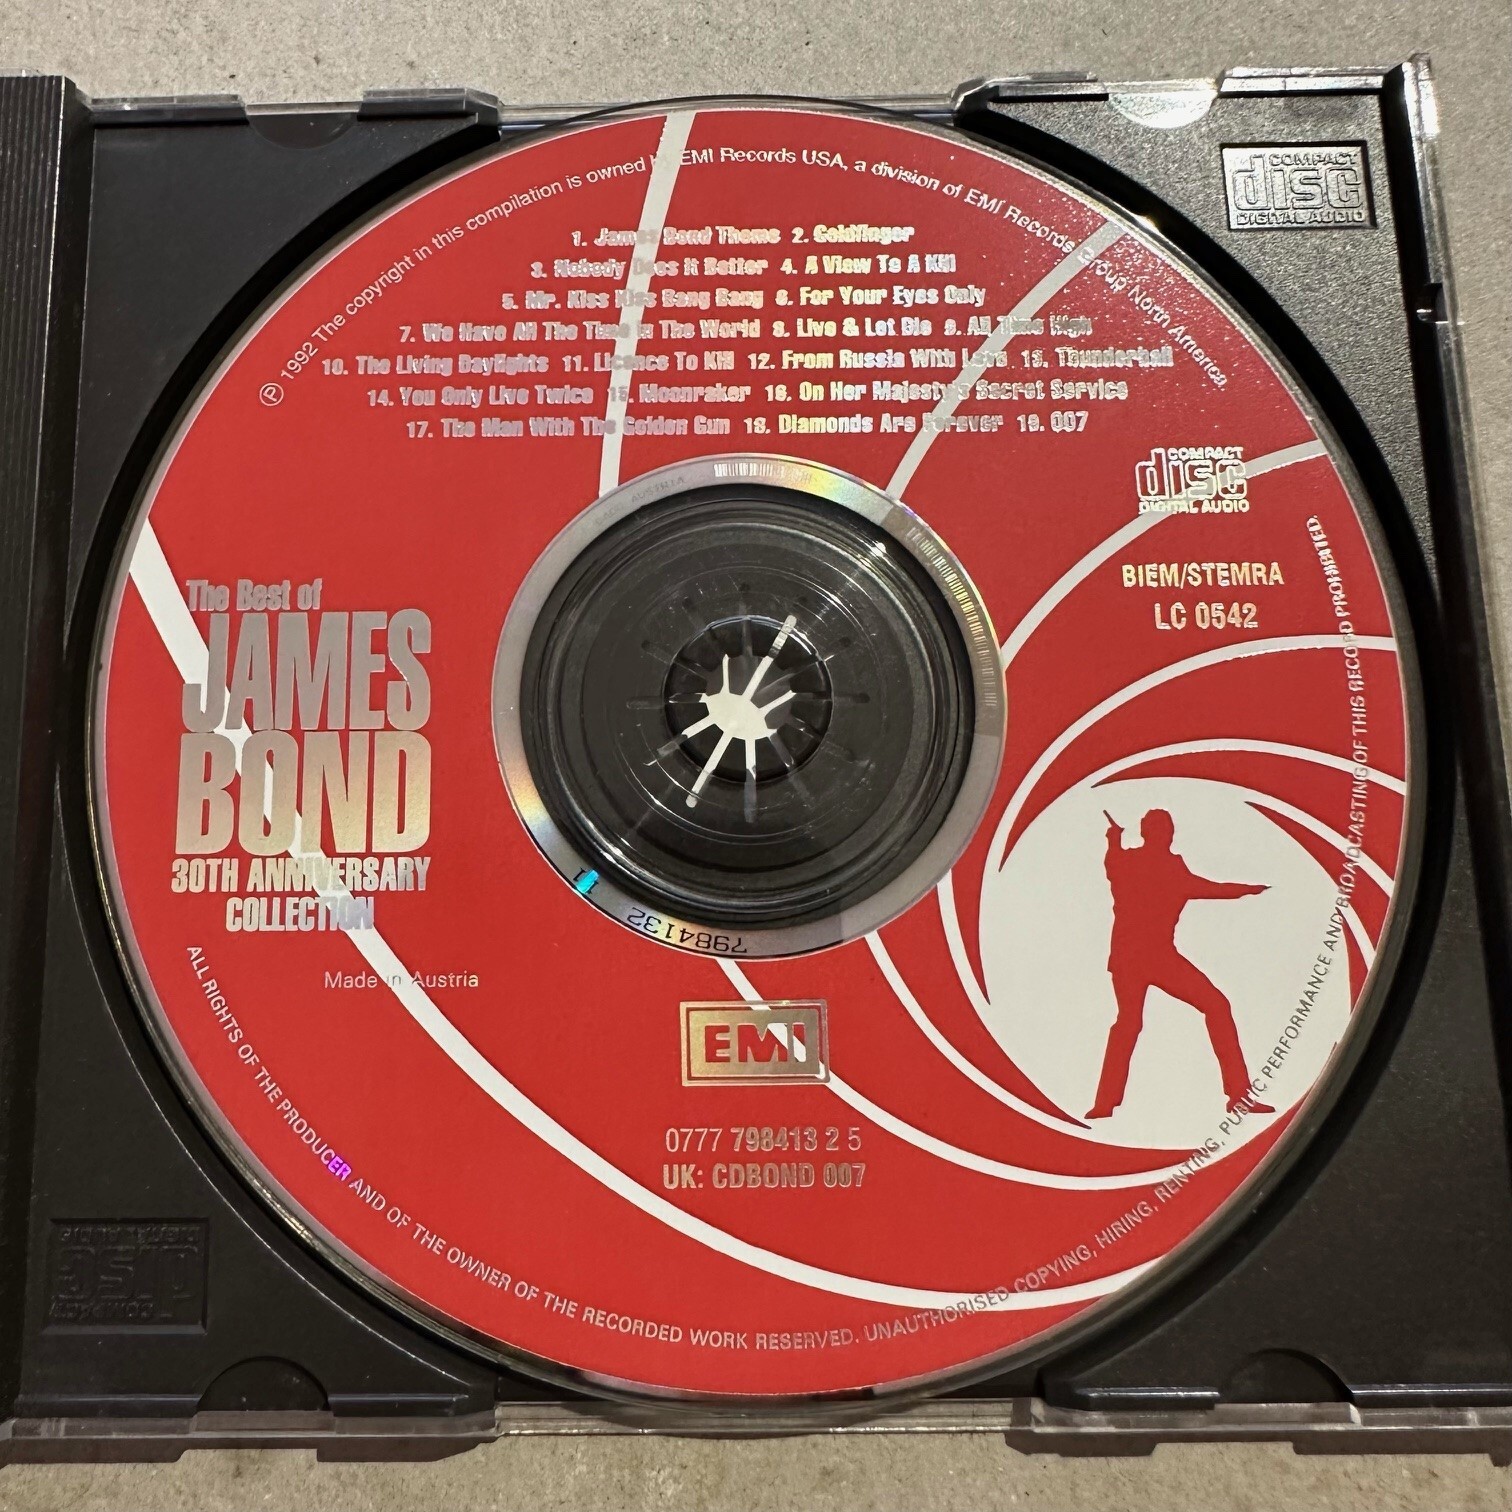 ℗ 1992 The copyright in this compilation is owned by EMI Records USA, a division of EMI Records Group North America
1. James Bond Theme 2. Goldfinger
3. Nobody Does It Better 4. A View To A Kill
5. Mr. Kiss Kiss Bang Bang 6. For Your Eyes Only
7. We Have All The Time In The World 8. Live & Let Die 9. All Time High
10. The Living Daylights 11. Licence To Kill 12. From Russia With Love 13. Thunderball
14. You Only Live Twice 15. Moonraker 16. On Her Majesty's Secret Service
17. The Man With The Golden Gun 18. Diamonds Are Forever 19. 007
COMPACT
disc
DIGITAL AUDIO
COMPACT
disc
DIGITAL AUDIO
BIEM/STEMRA
LC 0542
The Best of
JAMES
BOND
30TH ANNIVERSARY
COLLECTION
Made in Austria
AUSTRIA
7984132
11
EMI
0777 798413 2 5
UK: CDBOND 007
ALL RIGHTS OF THE PRODUCER AND OF THE OWNER OF THE RECORDED WORK RESERVED. UNAUTHORISED COPYING, HIRING, RENTING, PUBLIC PERFORMANCE AND BROADCASTING OF THIS RECORD PROHIBITED.
COMPACT
disc
DIGITAL AUDIO